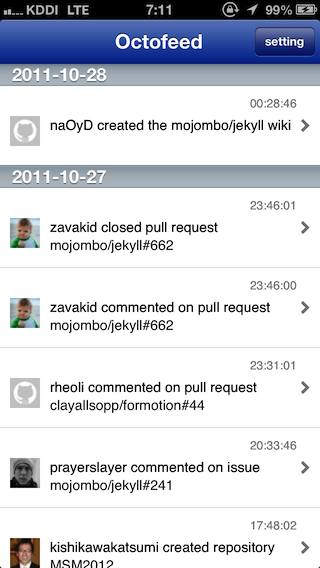 KDDI LTE 7:11 99%
Octofeed
setting
2011-10-28
00:28:46
naOyD created the mojombo/jekyll wiki
2011-10-27
23:46:01
zavakid closed pull request
mojombo/jekyll#662
23:46:00
zavakid commented on pull request
mojombo/jekyll#662
23:31:01
rheoli commented on pull request
clayallsopp/formotion#44
20:33:46
prayerslayer commented on issue
mojombo/jekyll#241
17:48:02
kishikawakatsumi created repository
MSM2012